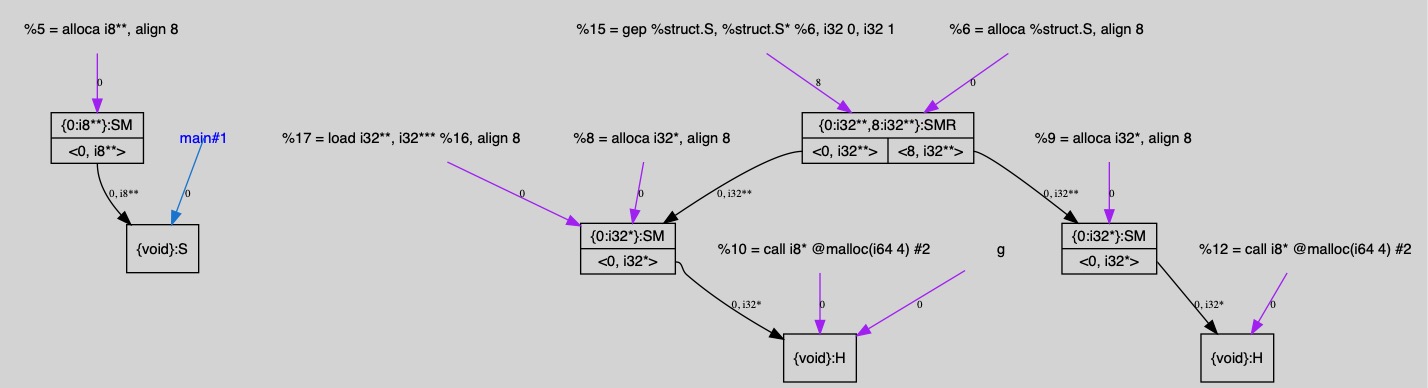 %5 = alloca i8**, align 8
%15 = gep %struct.S, %struct.S* %6, i32 0, i32 1
%6 = alloca %struct.S, align 8
0
8
0
{0:i8**}:SM
<0, i8**>
main#1
%17 = load i32**, i32*** %16, align 8
%8 = alloca i32*, align 8
{0:i32**,8:i32**}:SMR
<0, i32**>
<8, i32**>
%9 = alloca i32*, align 8
0, i8**
0
0
0
0, i32**
0, i32**
0
{void}:S
{0:i32*}:SM
<0, i32*>
%10 = call i8* @malloc(i64 4) #2
g
{0:i32*}:SM
<0, i32*>
%12 = call i8* @malloc(i64 4) #2
0, i32*
0
0
0, i32*
0
{void}:H
{void}:H